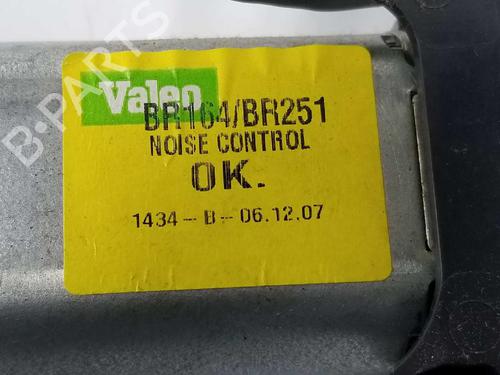 Valeo
BR164/BR251
NOISE CONTROL
OK.
1434-B-06.12.07
B-PARTS